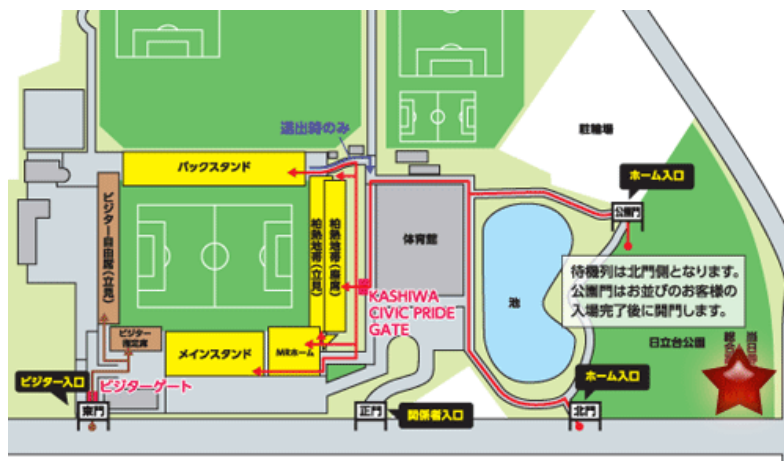 退出時のみ
バックスタンド
ビジター自由席(立見)
柏熱地帯(立見)
柏熱地帯(座席)
体育館
駐輪場
ホーム入口
公園門
待機列は北門側となります。
公園門はお並びのお客様の
入場完了後に開門します。
池
KASHIWA
CIVIC PRIDE
GATE
ビジター
指定席
メインスタンド
MRホーム
日立台公園
当日
総合
ビジター入口
ビジターゲート
東門
正門
関係者入口
ホーム入口
北門